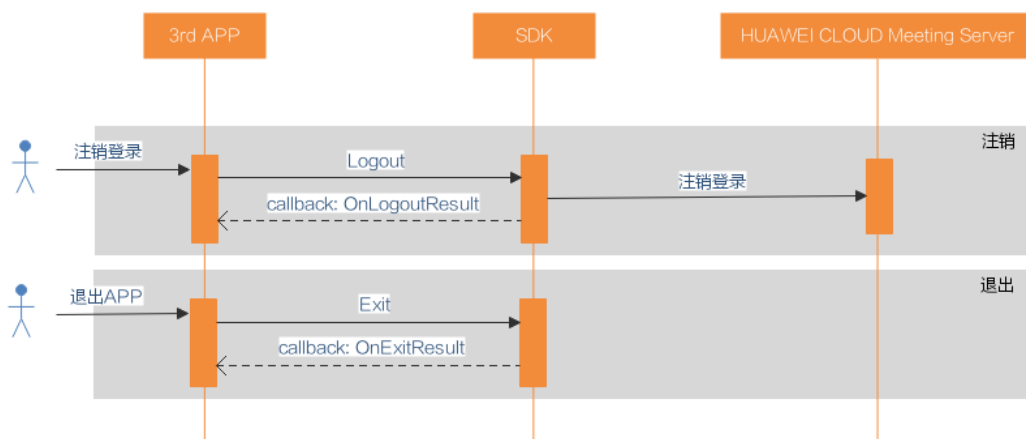 3rd APP
SDK
HUAWEI CLOUD Meeting Server
注销
注销登录
Logout
注销登录
callback: OnLogoutResult
退出
退出APP
Exit
callback: OnExitResult